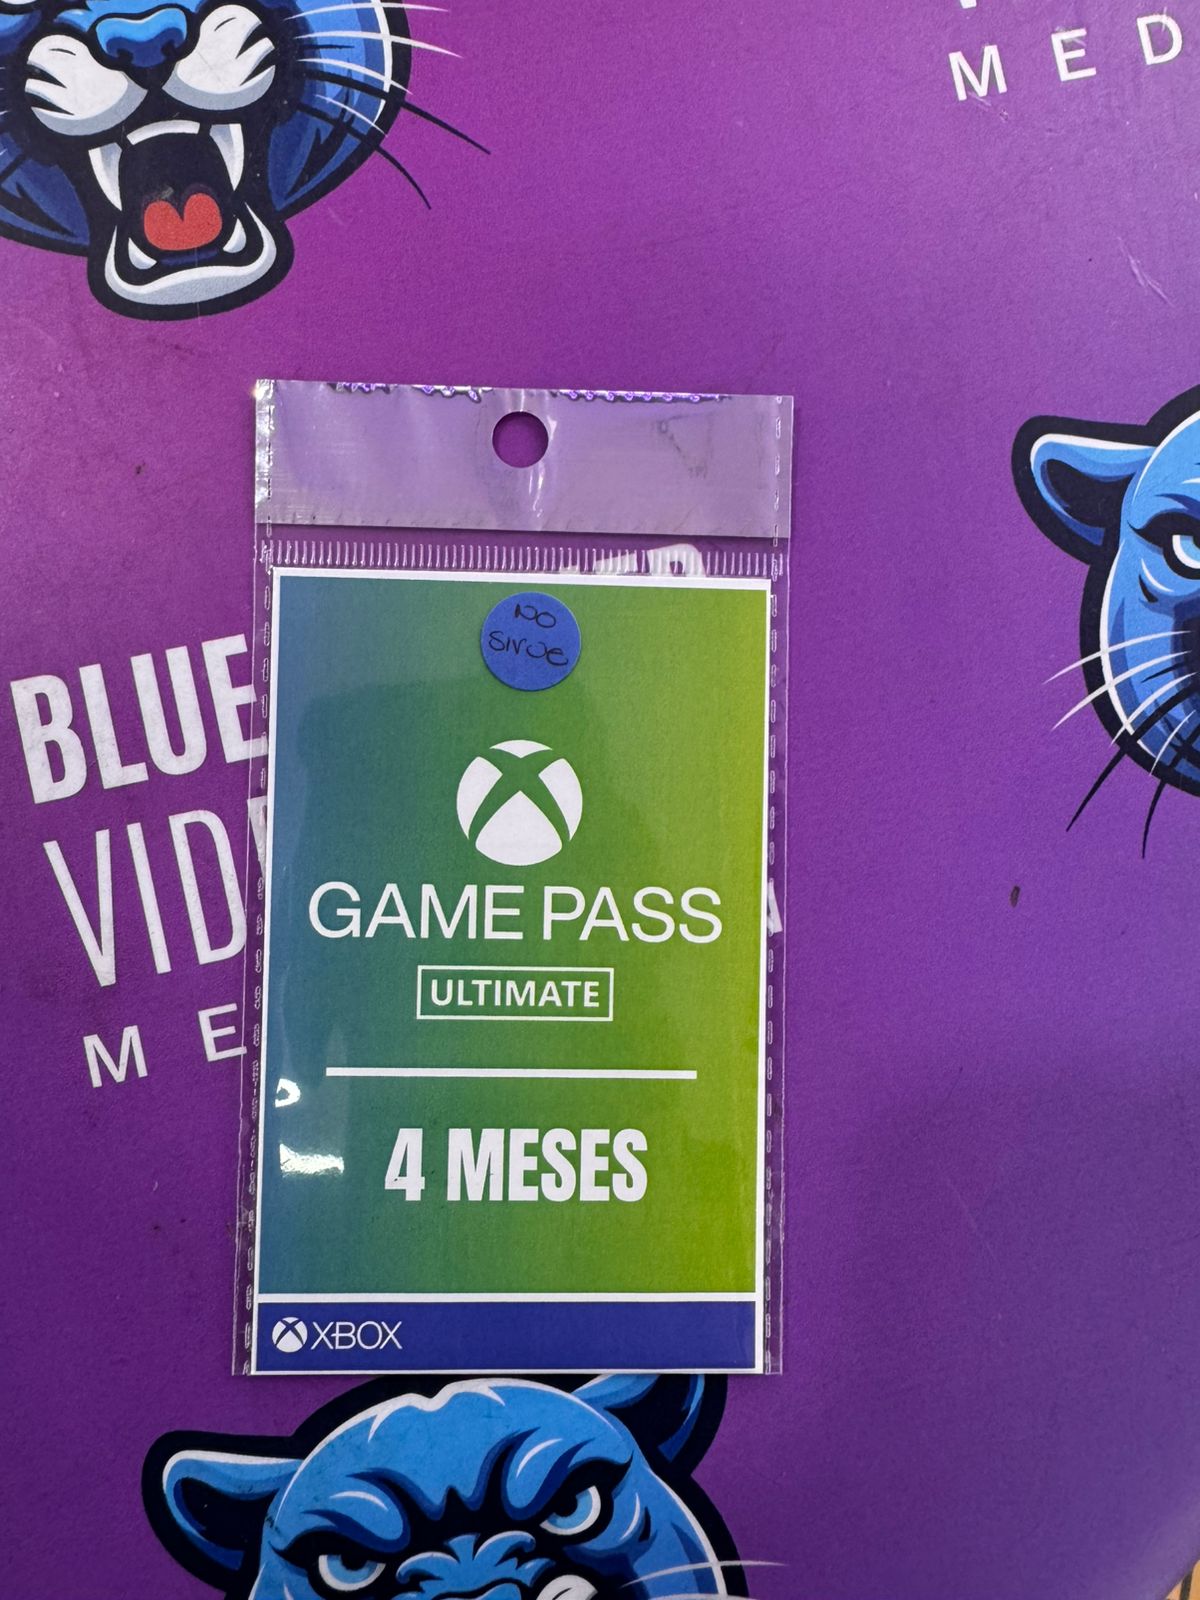 MED
NO
SIrve
BLUE
VID
ME
GAME PASS
ULTIMATE
4 MESES
XBOX